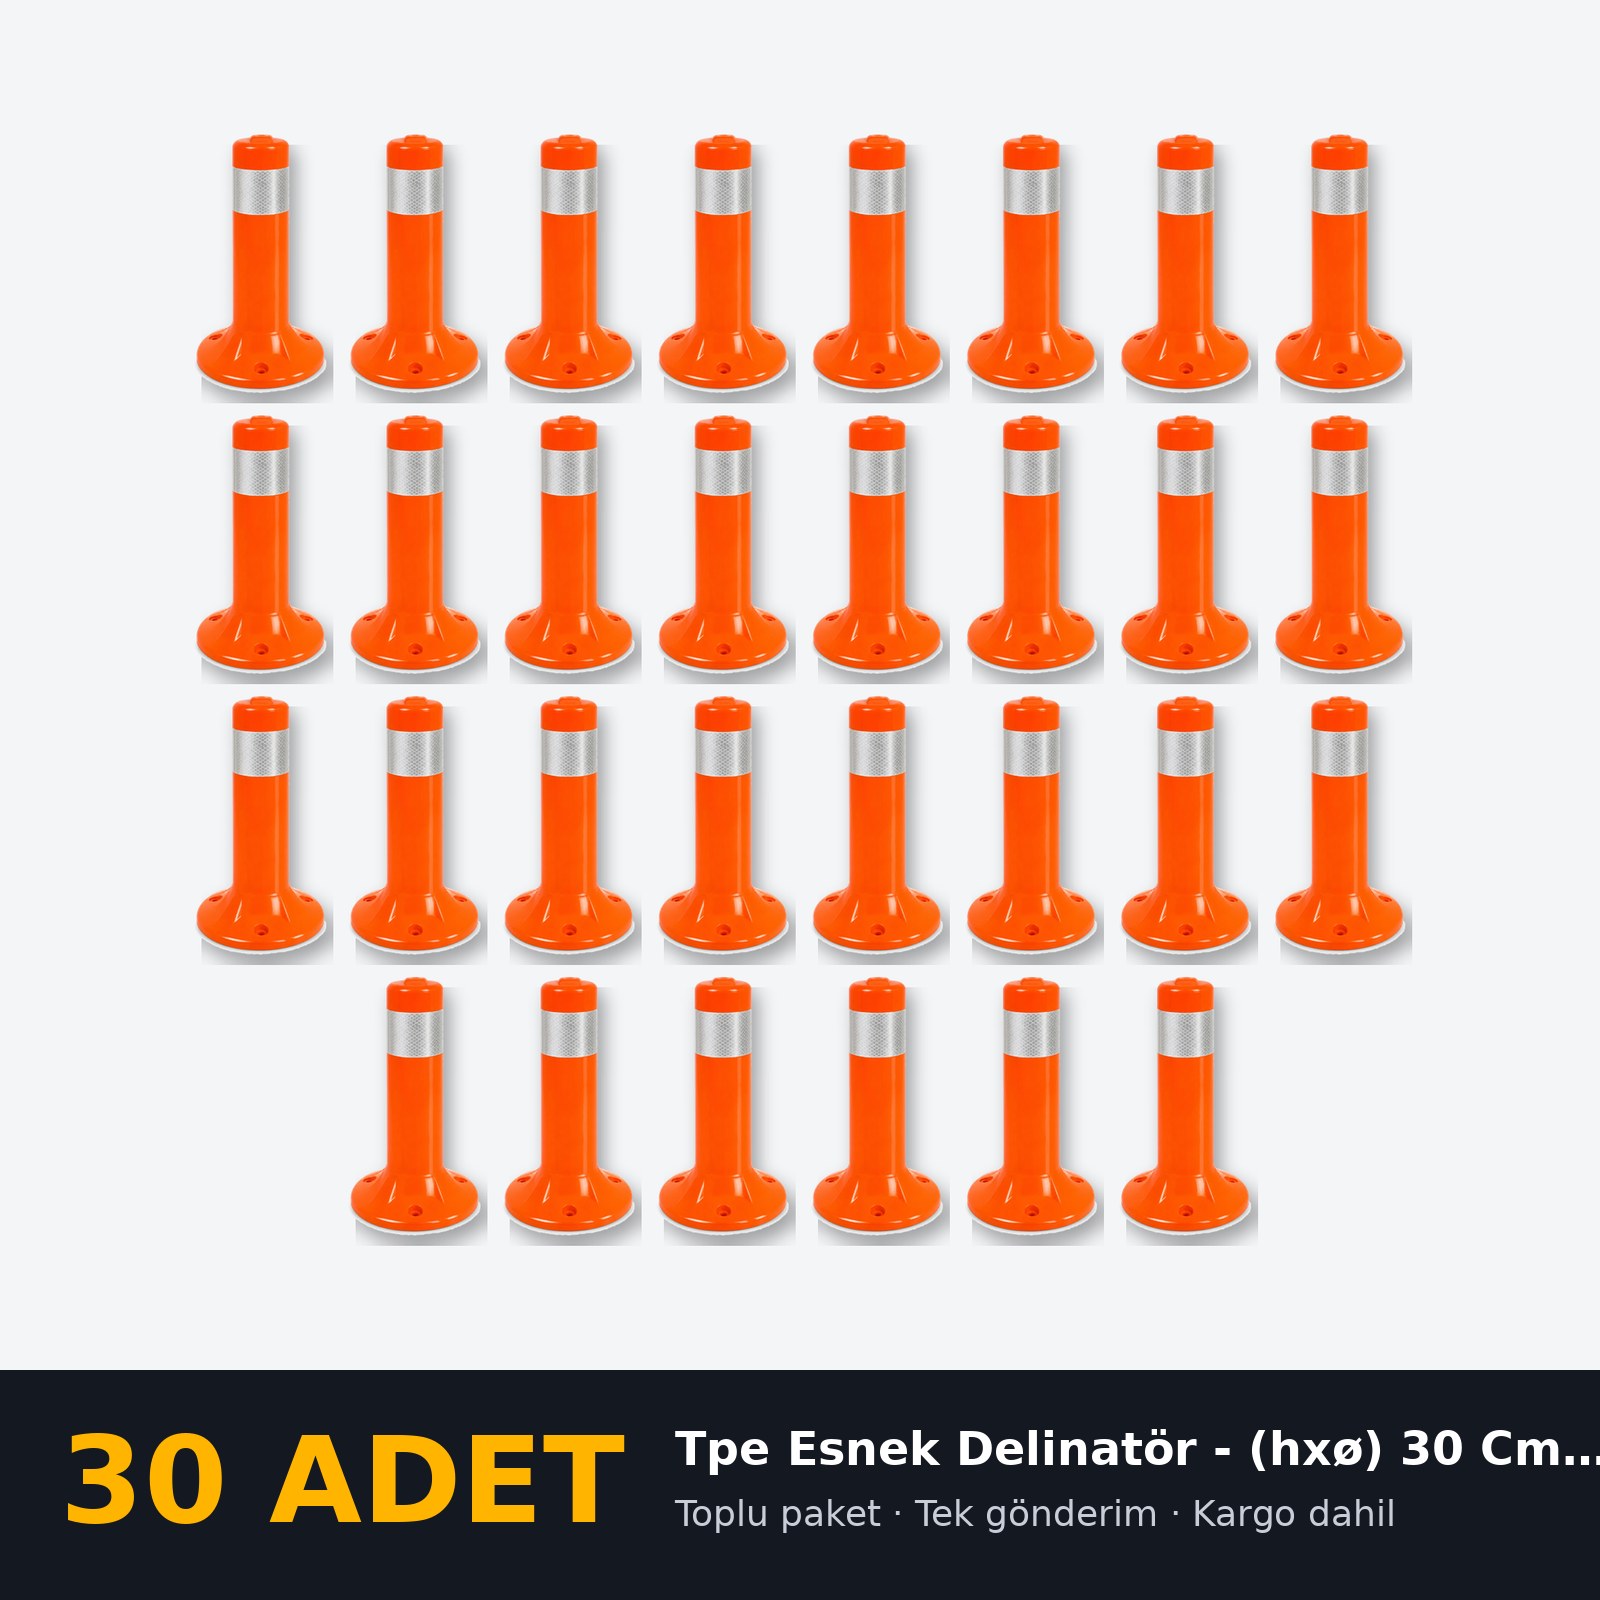 30 ADET
Tpe Esnek Delinatör - (hxø) 30 Cm...
Toplu paket · Tek gönderim · Kargo dahil